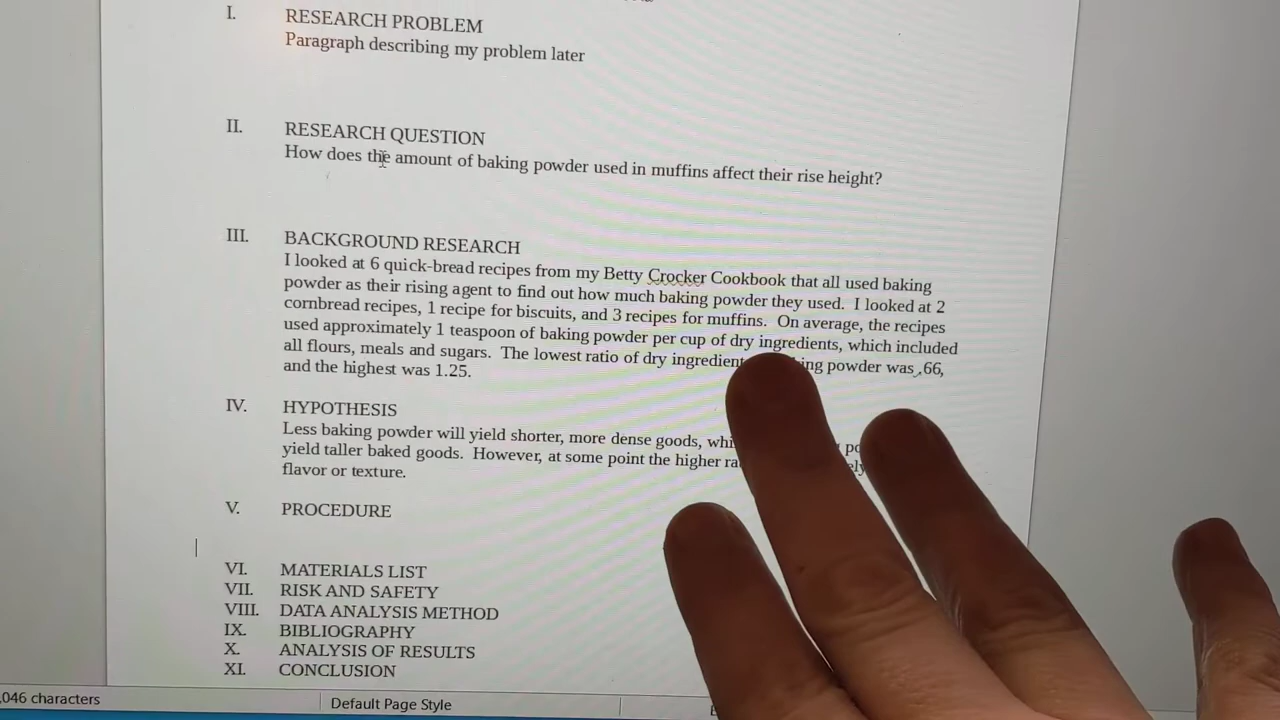 I. RESEARCH PROBLEM
Paragraph describing my problem later
II. RESEARCH QUESTION
How does the amount of baking powder used in muffins affect their rise height?
III. BACKGROUND RESEARCH
I looked at 6 quick-bread recipes from my Betty Crocker Cookbook that all used baking
powder as their rising agent to find out how much baking powder they used. I looked at 2
cornbread recipes, 1 recipe for biscuits, and 3 recipes for muffins. On average, the recipes
used approximately 1 teaspoon of baking powder per cup of dry ingredients, which included
all flours, meals and sugars. The lowest ratio of dry powder was .66,
and the highest was 1.25.
IV. HYPOTHESIS
Less baking powder will yield shorter, more dense goods,
yield taller baked goods. However, at some point the higher
flavor or texture.
V. PROCEDURE
VI. MATERIALS LIST
VII. RISK AND SAFETY
VIII. DATA ANALYSIS METHOD
IX. BIBLIOGRAPHY
X. ANALYSIS OF RESULTS
XI. CONCLUSION
,046 characters
Default Page Style